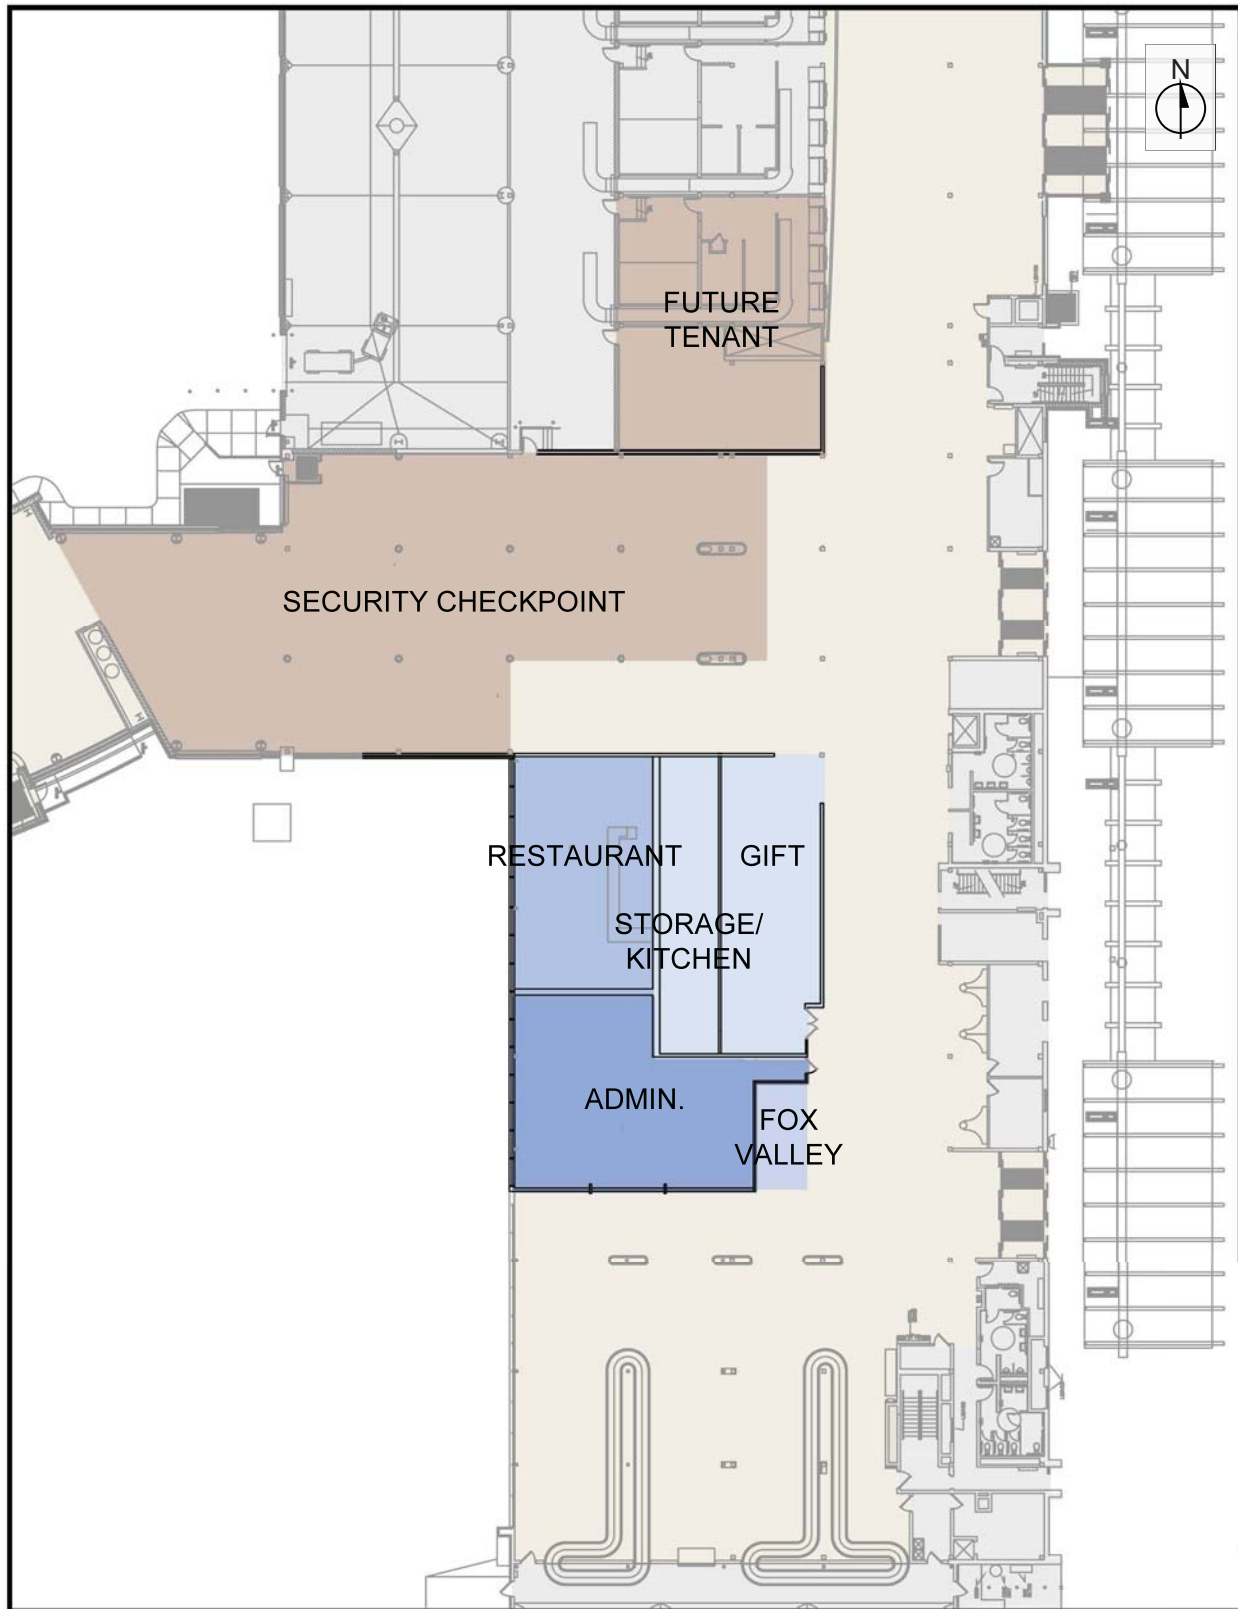 N
FUTURE
TENANT
SECURITY CHECKPOINT
RESTAURANT
GIFT
STORAGE/
KITCHEN
ADMIN.
FOX
VALLEY